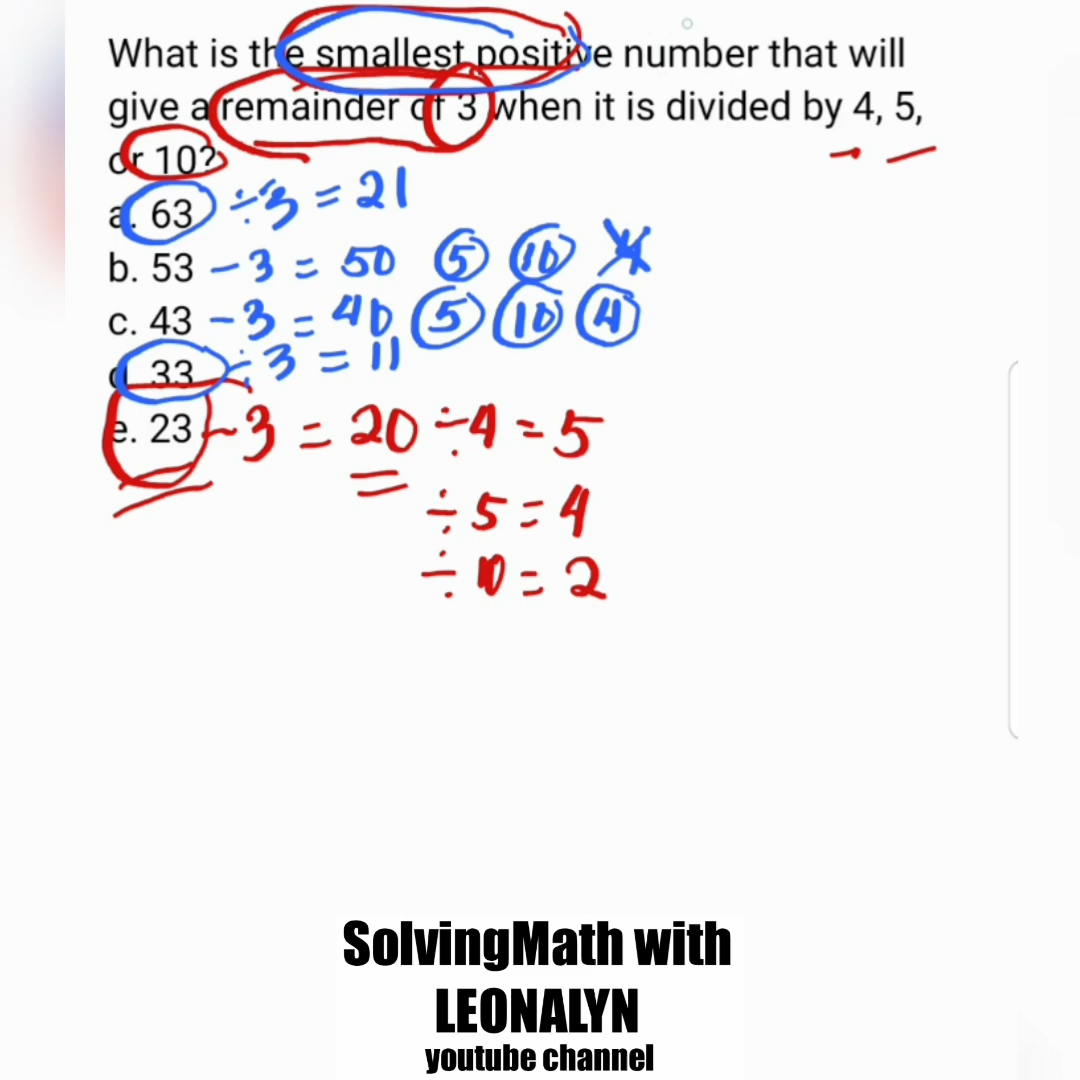 What is the smallest positive number that will
give a remainder of 3 when it is divided by 4, 5,
or 10?
a. 63 ÷ 3 = 21
b. 53 - 3 = 50 5 10 4
c. 43 - 3 = 40 5 10 4
d. 33 ÷ 3 = 11
e. 23 - 3 = 20 ÷ 4 = 5
÷ 5 = 4
÷ 10 = 2
SolvingMath with
LEONALYN
youtube channel